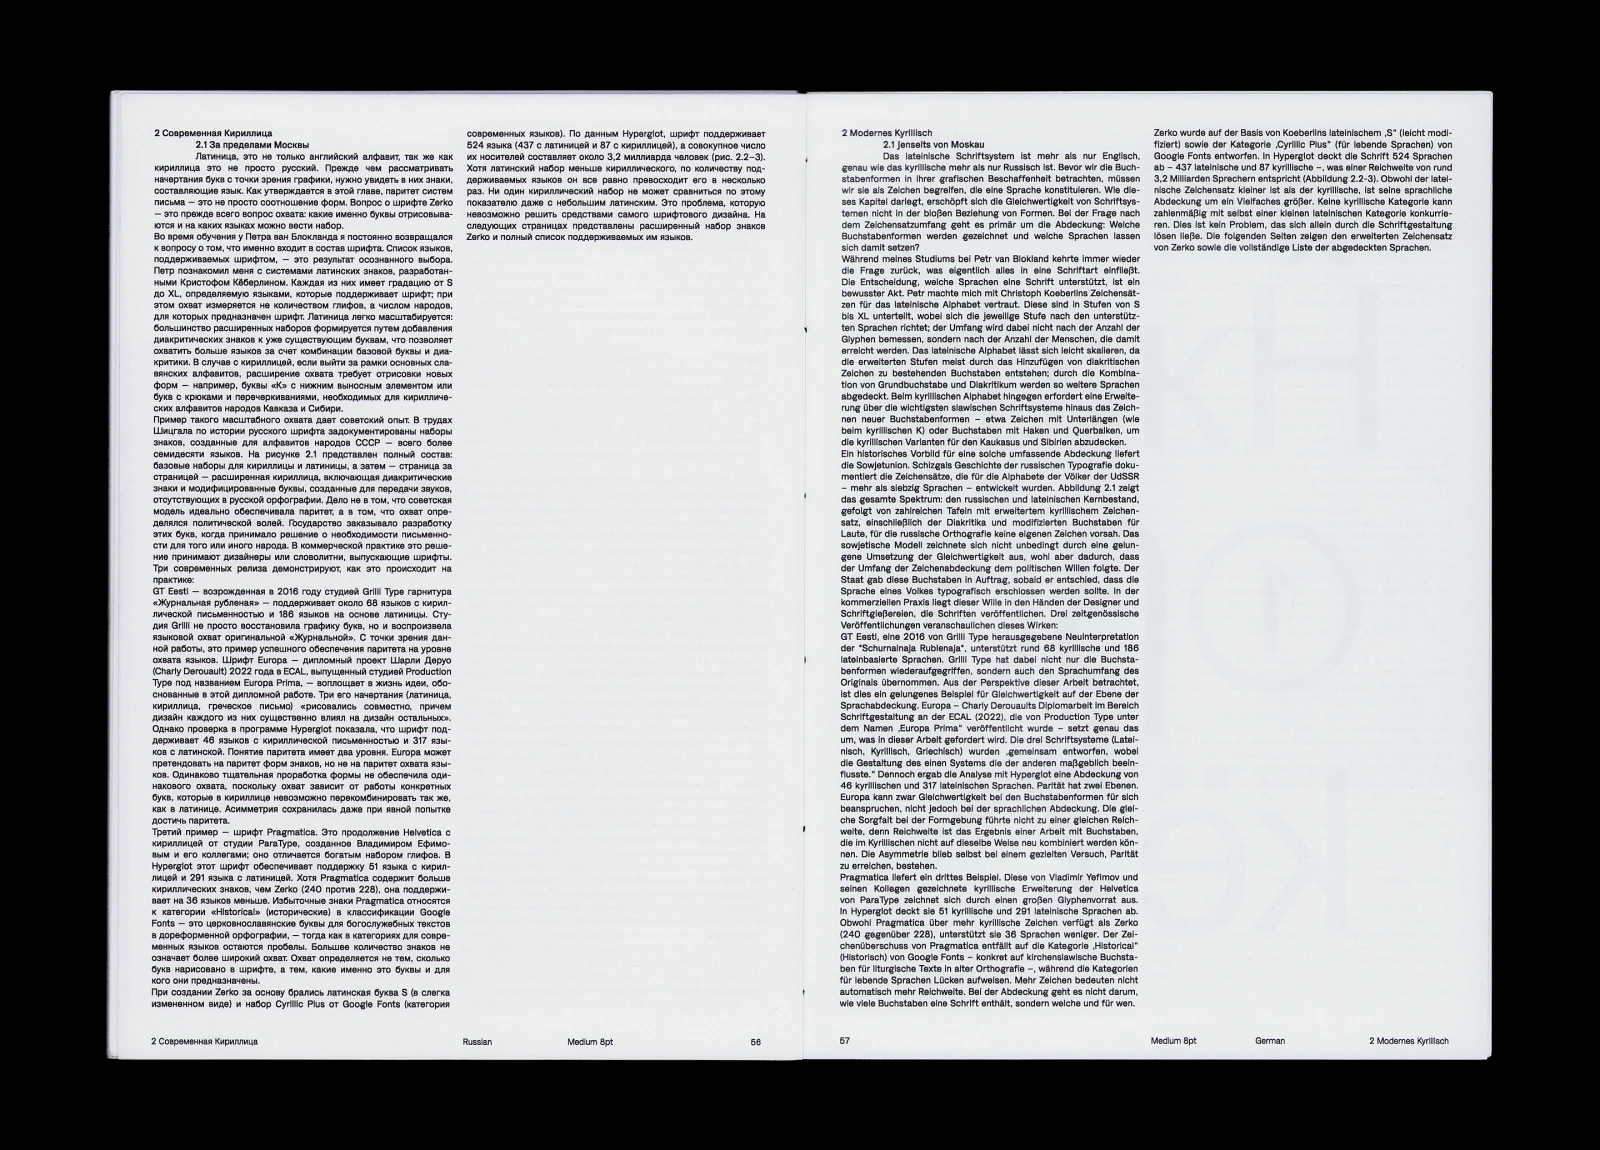 2 Современная Кириллица
2.1 За пределами Москвы
Латиница, это не только английский алфавит, так же как
кириллица это не просто русский. Прежде чем рассматривать
начертания букв с точки зрения графики, нужно увидеть в них знаки,
составляющие язык. Как утверждается в этой главе, паритет систем
письма — это не просто соотношение форм. Вопрос о шрифте Zerko
— это прежде всего вопрос охвата: какие именно буквы отрисовыва-
ются и на каких языках можно вести набор.
Во время обучения у Петра ван Блокланда я постоянно возвращался
к вопросу о том, что именно входит в состав шрифта. Список языков,
поддерживаемых шрифтом, — это результат осознанного выбора.
Петр познакомил меня с системами латинских знаков, разработан-
ными Кристофом Кёберлином. Каждая из них имеет градацию от S
до XL, определяемую языками, которые поддерживает шрифт; при
этом охват измеряется не количеством глифов, а числом народов,
для которых предназначен шрифт. Латиница легко масштабируется:
большинство расширенных наборов формируется путем добавления
диакритических знаков к уже существующим буквам, что позволяет
охватить больше языков за счет комбинации базовой буквы и диа-
критики. В случае с кириллицей, если выйти за рамки основных сла-
вянских алфавитов, расширение охвата требует отрисовки новых
форм — например, буквы «К» с нижним выносным элементом или
букв с крюками и перечеркиваниями, необходимых для кирилличе-
ских алфавитов народов Кавказа и Сибири.
Пример такого масштабного охвата дает советский опыт. В трудах
Шицгала по истории русского шрифта задокументированы наборы
знаков, созданные для алфавитов народов СССР — всего более
семидесяти языков. На рисунке 2.1 представлен полный состав:
базовые наборы для кириллицы и латиницы, а затем — страница за
страницей — расширенная кириллица, включающая диакритические
знаки и модифицированные буквы, созданные для передачи звуков,
отсутствующих в русской орфографии. Дело не в том, что советская
модель идеально обеспечивала паритет, а в том, что охват опре-
делялся политической волей. Государство заказывало разработку
этих букв, когда принимало решение о необходимости письменно-
сти для того или иного народа. В коммерческой практике это реше-
ние принимают дизайнеры или словолитни, выпускающие шрифты.
Три современных релиза демонстрируют, как это происходит на
практике:
GT Eesti — возрожденная в 2016 году студией Grilli Type гарнитура
«Журнальная рубленая» — поддерживает около 68 языков с кирил-
лической письменностью и 186 языков на основе латиницы. Сту-
дия Grilli не просто восстановила графику букв, но и воспроизвела
языковой охват оригинальной «Журнальной». С точки зрения дан-
ной работы, это пример успешного обеспечения паритета на уровне
охвата языков. Шрифт Europa — дипломный проект Шарли Деруо
(Charly Derouault) 2022 года в ECAL, выпущенный студией Production
Type под названием Europa Prima, — воплощает в жизнь идеи, обо-
снованные в этой дипломной работе. Три его начертания (латиница,
кириллица, греческое письмо) «рисовались совместно, причем
дизайн каждого из них существенно влиял на дизайн остальных».
Однако проверка в программе Hyperglot показала, что шрифт под-
держивает 46 языков с кириллической письменностью и 317 язы-
ков с латинской. Понятие паритета имеет два уровня. Europa может
претендовать на паритет форм знаков, но не на паритет охвата язы-
ков. Одинаково тщательная проработка формы не обеспечила оди-
накового охвата, поскольку охват зависит от работы конкретных
букв, которые в кириллице невозможно перекомбинировать так же,
как в латинице. Асимметрия сохранилась даже при явной попытке
достичь паритета.
Третий пример — шрифт Pragmatica. Это продолжение Helvetica с
кириллицей от студии ParaType, созданное Владимиром Ефимо-
вым и его коллегами; оно отличается богатым набором глифов. В
Hyperglot этот шрифт обеспечивает поддержку 51 языка с кирил-
лицей и 291 языка с латиницей. Хотя Pragmatica содержит больше
кириллических знаков, чем Zerko (240 против 228), она поддержи-
вает на 36 языков меньше. Избыточные знаки Pragmatica относятся
к категории «Historical» (исторические) в классификации Google
Fonts — это церковнославянские буквы для богослужебных текстов
в дореформенной орфографии, — тогда как в категориях для совре-
менных языков остаются пробелы. Большее количество знаков не
означает более широкий охват. Охват определяется не тем, сколько
букв нарисовано в шрифте, а тем, какие именно это буквы и для
кого они предназначены.
При создании Zerko за основу брались латинская буква S (в слегка
измененном виде) и набор Cyrillic Plus от Google Fonts (категория
современных языков). По данным Hyperglot, шрифт поддерживает
524 языка (437 с латиницей и 87 с кириллицей), а совокупное число
их носителей составляет около 3,2 миллиарда человек (рис. 2.2–3).
Хотя латинский набор меньше кириллического, по количеству под-
держиваемых языков он все равно превосходит его в несколько
раз. Ни один кириллический набор не может сравниться по этому
показателю даже с небольшим латинским. Это проблема, которую
невозможно решить средствами самого шрифтового дизайна. На
следующих страницах представлены расширенный набор знаков
Zerko и полный список поддерживаемых им языков.
2 Современная Кириллица
Russian
Medium 8pt
56
2 Modernes Kyrillisch
2.1 Jenseits von Moskau
Das lateinische Schriftsystem ist mehr als nur Englisch,
genau wie das kyrillische mehr als nur Russisch ist. Bevor wir die Buch-
stabenformen in ihrer grafischen Beschaffenheit betrachten, müssen
wir sie als Zeichen begreifen, die eine Sprache konstituieren. Wie die-
ses Kapitel darlegt, erschöpft sich die Gleichwertigkeit von Schriftsys-
temen nicht in der bloßen Beziehung von Formen. Bei der Frage nach
dem Zeichensatzumfang geht es primär um die Abdeckung: Welche
Buchstabenformen werden gezeichnet und welche Sprachen lassen
sich damit setzen?
Während meines Studiums bei Petr van Blokland kehrte immer wieder
die Frage zurück, was eigentlich alles in eine Schriftart einfließt.
Die Entscheidung, welche Sprachen eine Schrift unterstützt, ist ein
bewusster Akt. Petr machte mich mit Christoph Koeberlins Zeichensät-
zen für das lateinische Alphabet vertraut. Diese sind in Stufen von S
bis XL unterteilt, wobei sich die jeweilige Stufe nach den unterstütz-
ten Sprachen richtet; der Umfang wird dabei nicht nach der Anzahl der
Glyphen bemessen, sondern nach der Anzahl der Menschen, die damit
erreicht werden. Das lateinische Alphabet lässt sich leicht skalieren, da
die erweiterten Stufen meist durch das Hinzufügen von diakritischen
Zeichen zu bestehenden Buchstaben entstehen; durch die Kombina-
tion von Grundbuchstabe und Diakritikum werden so weitere Sprachen
abgedeckt. Beim kyrillischen Alphabet hingegen erfordert eine Erweite-
rung über die wichtigsten slawischen Schriftsysteme hinaus das Zeich-
nen neuer Buchstabenformen – etwa Zeichen mit Unterlängen (wie
beim kyrillischen K) oder Buchstaben mit Haken und Querbalken, um
die kyrillischen Varianten für den Kaukasus und Sibirien abzudecken.
Ein historisches Vorbild für eine solche umfassende Abdeckung liefert
die Sowjetunion. Schizgals Geschichte der russischen Typografie doku-
mentiert die Zeichensätze, die für die Alphabete der Völker der UdSSR
– mehr als siebzig Sprachen – entwickelt wurden. Abbildung 2.1 zeigt
das gesamte Spektrum: den russischen und lateinischen Kernbestand,
gefolgt von zahlreichen Tafeln mit erweitertem kyrillischem Zeichen-
satz, einschließlich der Diakritika und modifizierten Buchstaben für
Laute, für die russische Orthografie keine eigenen Zeichen vorsah. Das
sowjetische Modell zeichnete sich nicht unbedingt durch eine gelun-
gene Umsetzung der Gleichwertigkeit aus, wohl aber dadurch, dass
der Umfang der Zeichenabdeckung dem politischen Willen folgte. Der
Staat gab diese Buchstaben in Auftrag, sobald er entschied, dass die
Sprache eines Volkes typografisch erschlossen werden sollte. In der
kommerziellen Praxis liegt dieser Wille in den Händen der Designer und
Schriftgießereien, die Schriften veröffentlichen. Drei zeitgenössische
Veröffentlichungen veranschaulichen dieses Wirken:
GT Eesti, eine 2016 von Grilli Type herausgegebene Neuinterpretation
der "Schurnalnaja Rublenaja", unterstützt rund 68 kyrillische und 186
lateinbasierte Sprachen. Grilli Type hat dabei nicht nur die Buchsta-
benformen wiederaufgegriffen, sondern auch den Sprachumfang des
Originals übernommen. Aus der Perspektive dieser Arbeit betrachtet,
ist dies ein gelungenes Beispiel für Gleichwertigkeit auf der Ebene der
Sprachabdeckung. Europa – Charly Derouaults Diplomarbeit im Bereich
Schriftgestaltung an der ECAL (2022), die von Production Type unter
dem Namen „Europa Prima“ veröffentlicht wurde – setzt genau das
um, was in dieser Arbeit gefordert wird. Die drei Schriftsysteme (Latei-
nisch, Kyrillisch, Griechisch) wurden „gemeinsam entworfen, wobei
die Gestaltung des einen Systems die der anderen maßgeblich beein-
flusste.“ Dennoch ergab die Analyse mit Hyperglot eine Abdeckung von
46 kyrillischen und 317 lateinischen Sprachen. Parität hat zwei Ebenen.
Europa kann zwar Gleichwertigkeit bei den Buchstabenformen für sich
beanspruchen, nicht jedoch bei der sprachlichen Abdeckung. Die glei-
che Sorgfalt bei der Formgebung führte nicht zu einer gleichen Reich-
weite, denn Reichweite ist das Ergebnis einer Arbeit mit Buchstaben,
die im Kyrillischen nicht auf dieselbe Weise neu kombiniert werden kön-
nen. Die Asymmetrie blieb selbst bei einem gezielten Versuch, Parität
zu erreichen, bestehen.
Pragmatica liefert ein drittes Beispiel. Diese von Vladimir Yefimov und
seinen Kollegen gezeichnete kyrillische Erweiterung der Helvetica
von ParaType zeichnet sich durch einen großen Glyphenvorrat aus.
In Hyperglot deckt sie 51 kyrillische und 291 lateinische Sprachen ab.
Obwohl Pragmatica über mehr kyrillische Zeichen verfügt als Zerko
(240 gegenüber 228), unterstützt sie 36 Sprachen weniger. Der Zei-
chenüberschuss von Pragmatica entfällt auf die Kategorie „Historical“
(Historisch) von Google Fonts – konkret auf kirchenslawische Buchsta-
ben für liturgische Texte in alter Orthografie –, während die Kategorien
für lebende Sprachen Lücken aufweisen. Mehr Zeichen bedeuten nicht
automatisch mehr Reichweite. Bei der Abdeckung geht es nicht darum,
wie viele Buchstaben eine Schrift enthält, sondern welche und für wen.
Zerko wurde auf der Basis von Koeberlins lateinischem „S“ (leicht modi-
fiziert) sowie der Kategorie „Cyrillic Plus“ (für lebende Sprachen) von
Google Fonts entworfen. In Hyperglot deckt die Schrift 524 Sprachen
ab – 437 lateinische und 87 kyrillische –, was einer Reichweite von rund
3,2 Milliarden Sprechern entspricht (Abbildung 2.2-3). Obwohl der latei-
nische Zeichensatz kleiner ist als der kyrillische, ist seine sprachliche
Abdeckung um ein Vielfaches größer. Keine kyrillische Kategorie kann
zahlenmäßig mit selbst einer kleinen lateinischen Kategorie konkurrie-
ren. Dies ist kein Problem, das sich allein durch die Schriftgestaltung
lösen ließe. Die folgenden Seiten zeigen den erweiterten Zeichensatz
von Zerko sowie die vollständige Liste der abgedeckten Sprachen.
57
Medium 8pt
German
2 Modernes Kyrillisch